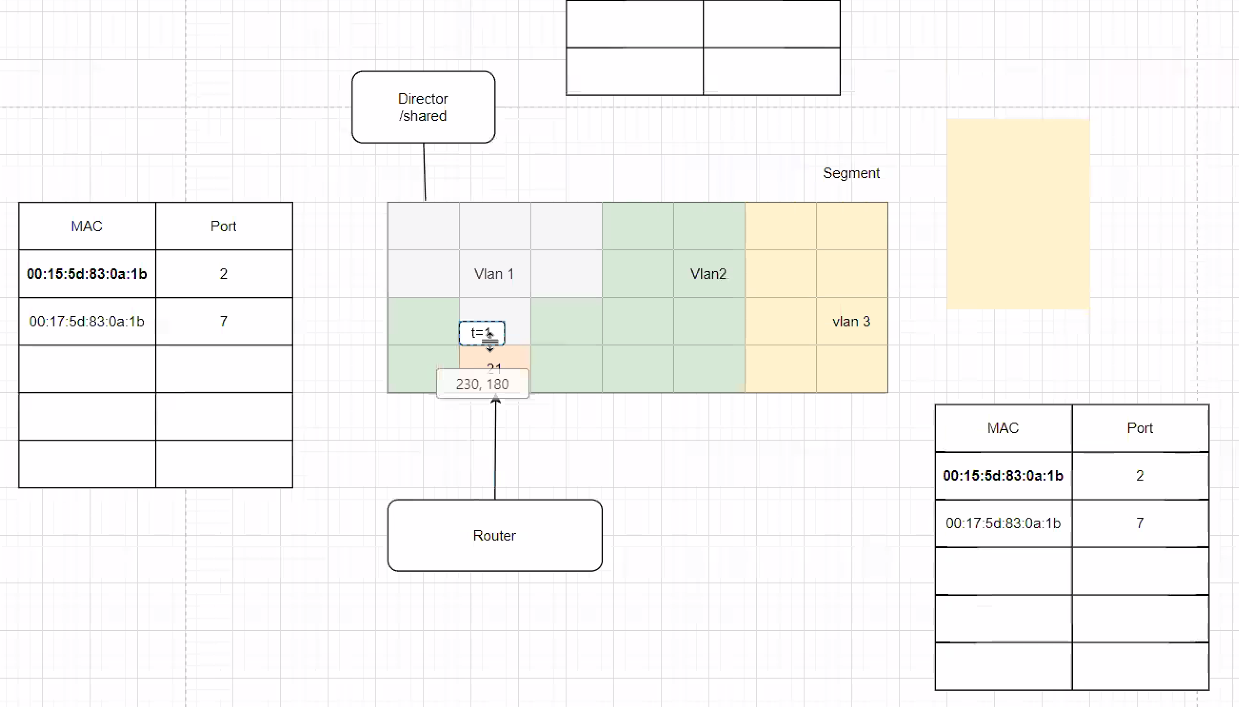 Director
/shared
Segment
MAC Port
00:15:5d:83:0a:1b 2
00:17:5d:83:0a:1b 7
Vlan 1
Vlan2
vlan 3
t=1
21
230, 180
Router
MAC Port
00:15:5d:83:0a:1b 2
00:17:5d:83:0a:1b 7